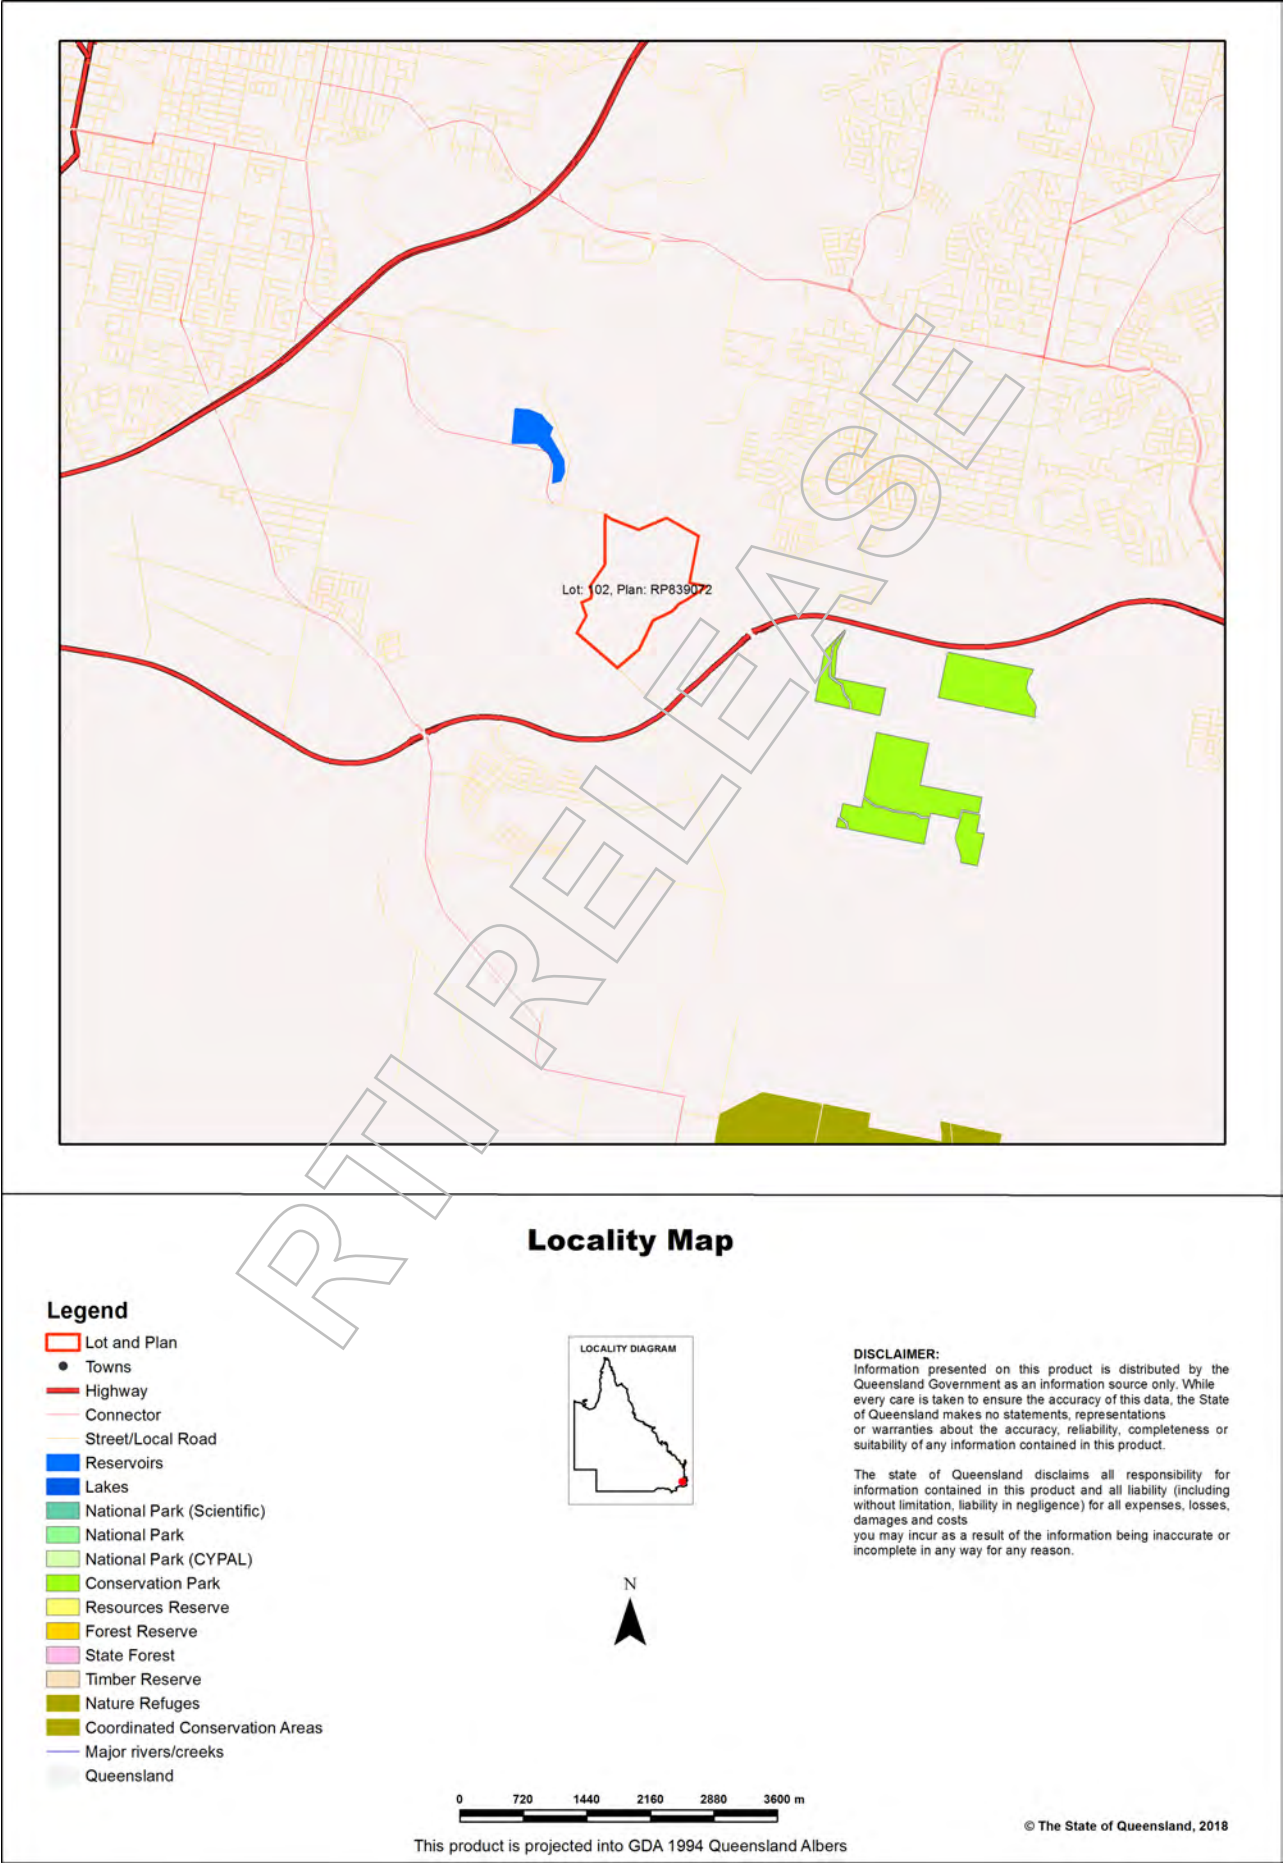 Lot: 102, Plan: RP839072
RTI RELEASE
Locality Map
Legend
Lot and Plan
Towns
Highway
Connector
Street/Local Road
Reservoirs
Lakes
National Park (Scientific)
National Park
National Park (CYPAL)
Conservation Park
Resources Reserve
Forest Reserve
State Forest
Timber Reserve
Nature Refuges
Coordinated Conservation Areas
Major rivers/creeks
Queensland
LOCALITY DIAGRAM
N
DISCLAIMER:
Information presented on this product is distributed by the
Queensland Government as an information source only. While
every care is taken to ensure the accuracy of this data, the State
of Queensland makes no statements, representations
or warranties about the accuracy, reliability, completeness or
suitability of any information contained in this product.
The state of Queensland disclaims all responsibility for
information contained in this product and all liability (including
without limitation, liability in negligence) for all expenses, losses,
damages and costs
you may incur as a result of the information being inaccurate or
incomplete in any way for any reason.
0 720 1440 2160 2880 3600 m
This product is projected into GDA 1994 Queensland Albers
© The State of Queensland, 2018